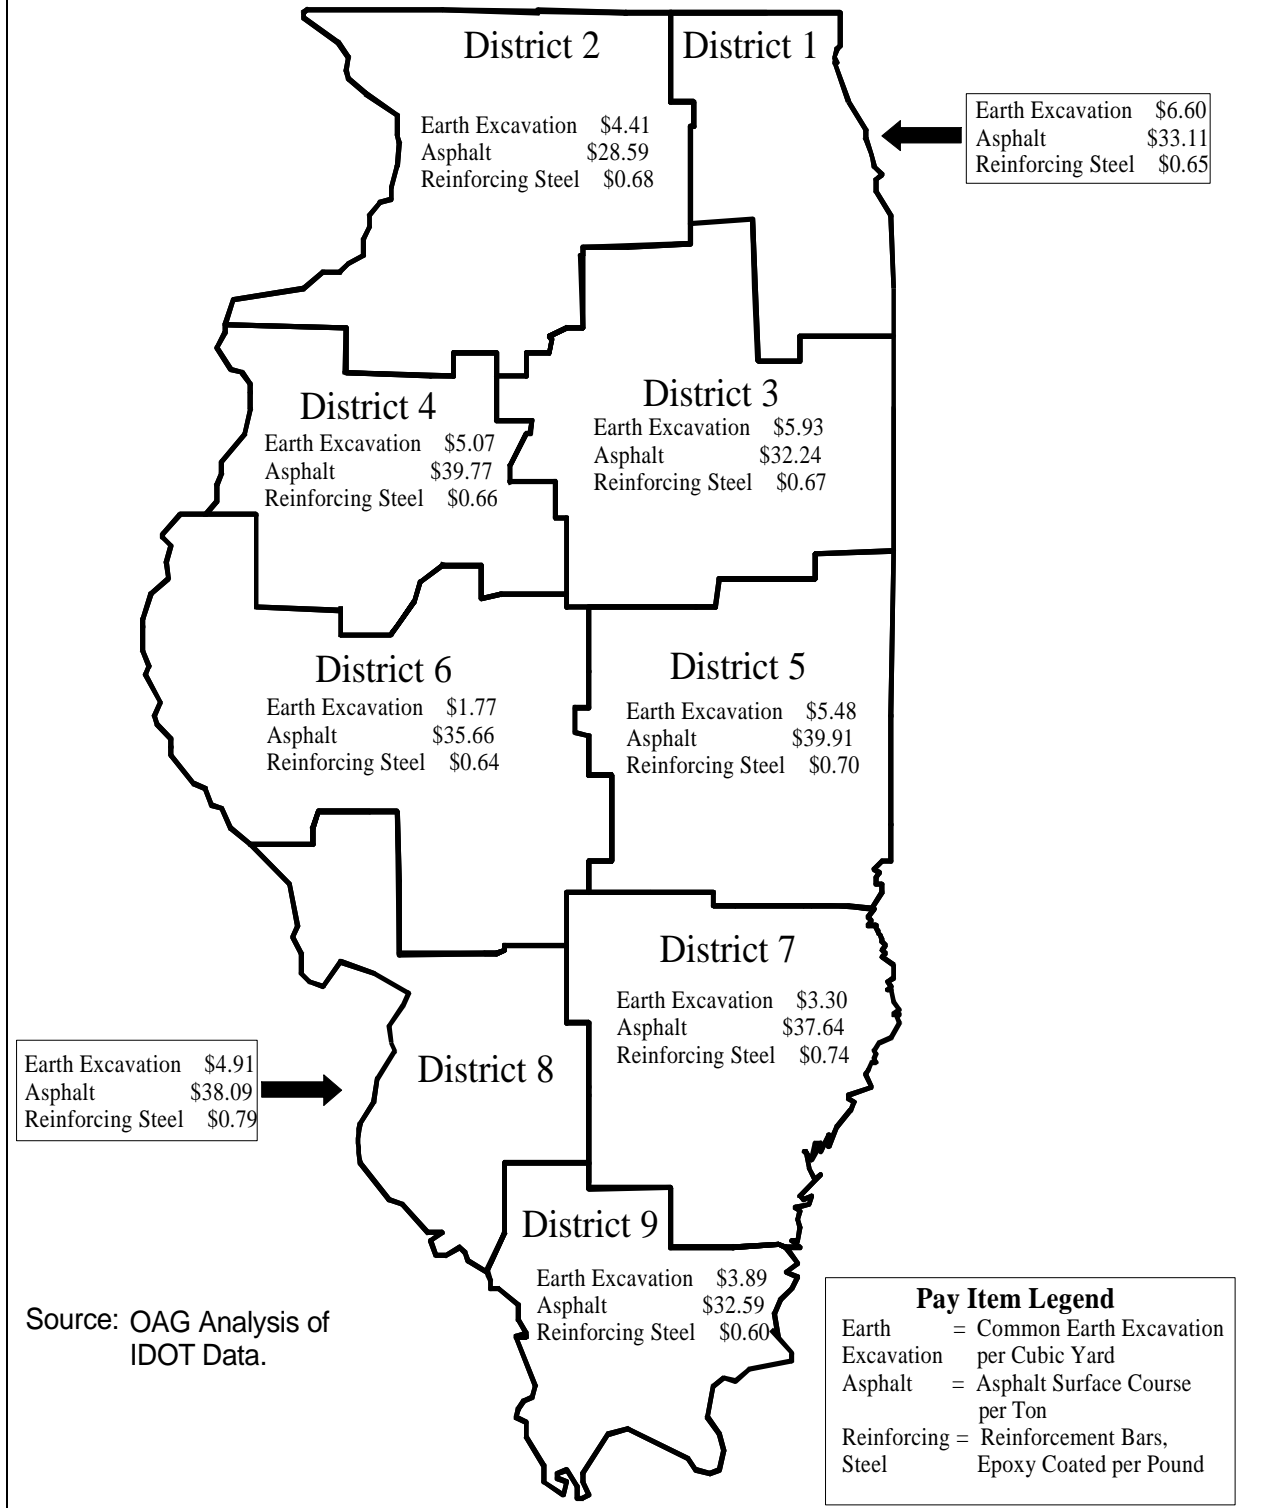 District 2
District 1
Earth Excavation $4.41
Asphalt $28.59
Reinforcing Steel $0.68
Earth Excavation $6.60
Asphalt $33.11
Reinforcing Steel $0.65
District 4
Earth Excavation $5.07
Asphalt $39.77
Reinforcing Steel $0.66
District 3
Earth Excavation $5.93
Asphalt $32.24
Reinforcing Steel $0.67
District 6
Earth Excavation $1.77
Asphalt $35.66
Reinforcing Steel $0.64
District 5
Earth Excavation $5.48
Asphalt $39.91
Reinforcing Steel $0.70
District 7
Earth Excavation $3.30
Asphalt $37.64
Reinforcing Steel $0.74
Earth Excavation $4.91
Asphalt $38.09
Reinforcing Steel $0.79
District 8
District 9
Earth Excavation $3.89
Asphalt $32.59
Reinforcing Steel $0.60
Source: OAG Analysis of
IDOT Data.
Pay Item Legend
Earth = Common Earth Excavation
Excavation per Cubic Yard
Asphalt = Asphalt Surface Course
per Ton
Reinforcing = Reinforcement Bars,
Steel Epoxy Coated per Pound